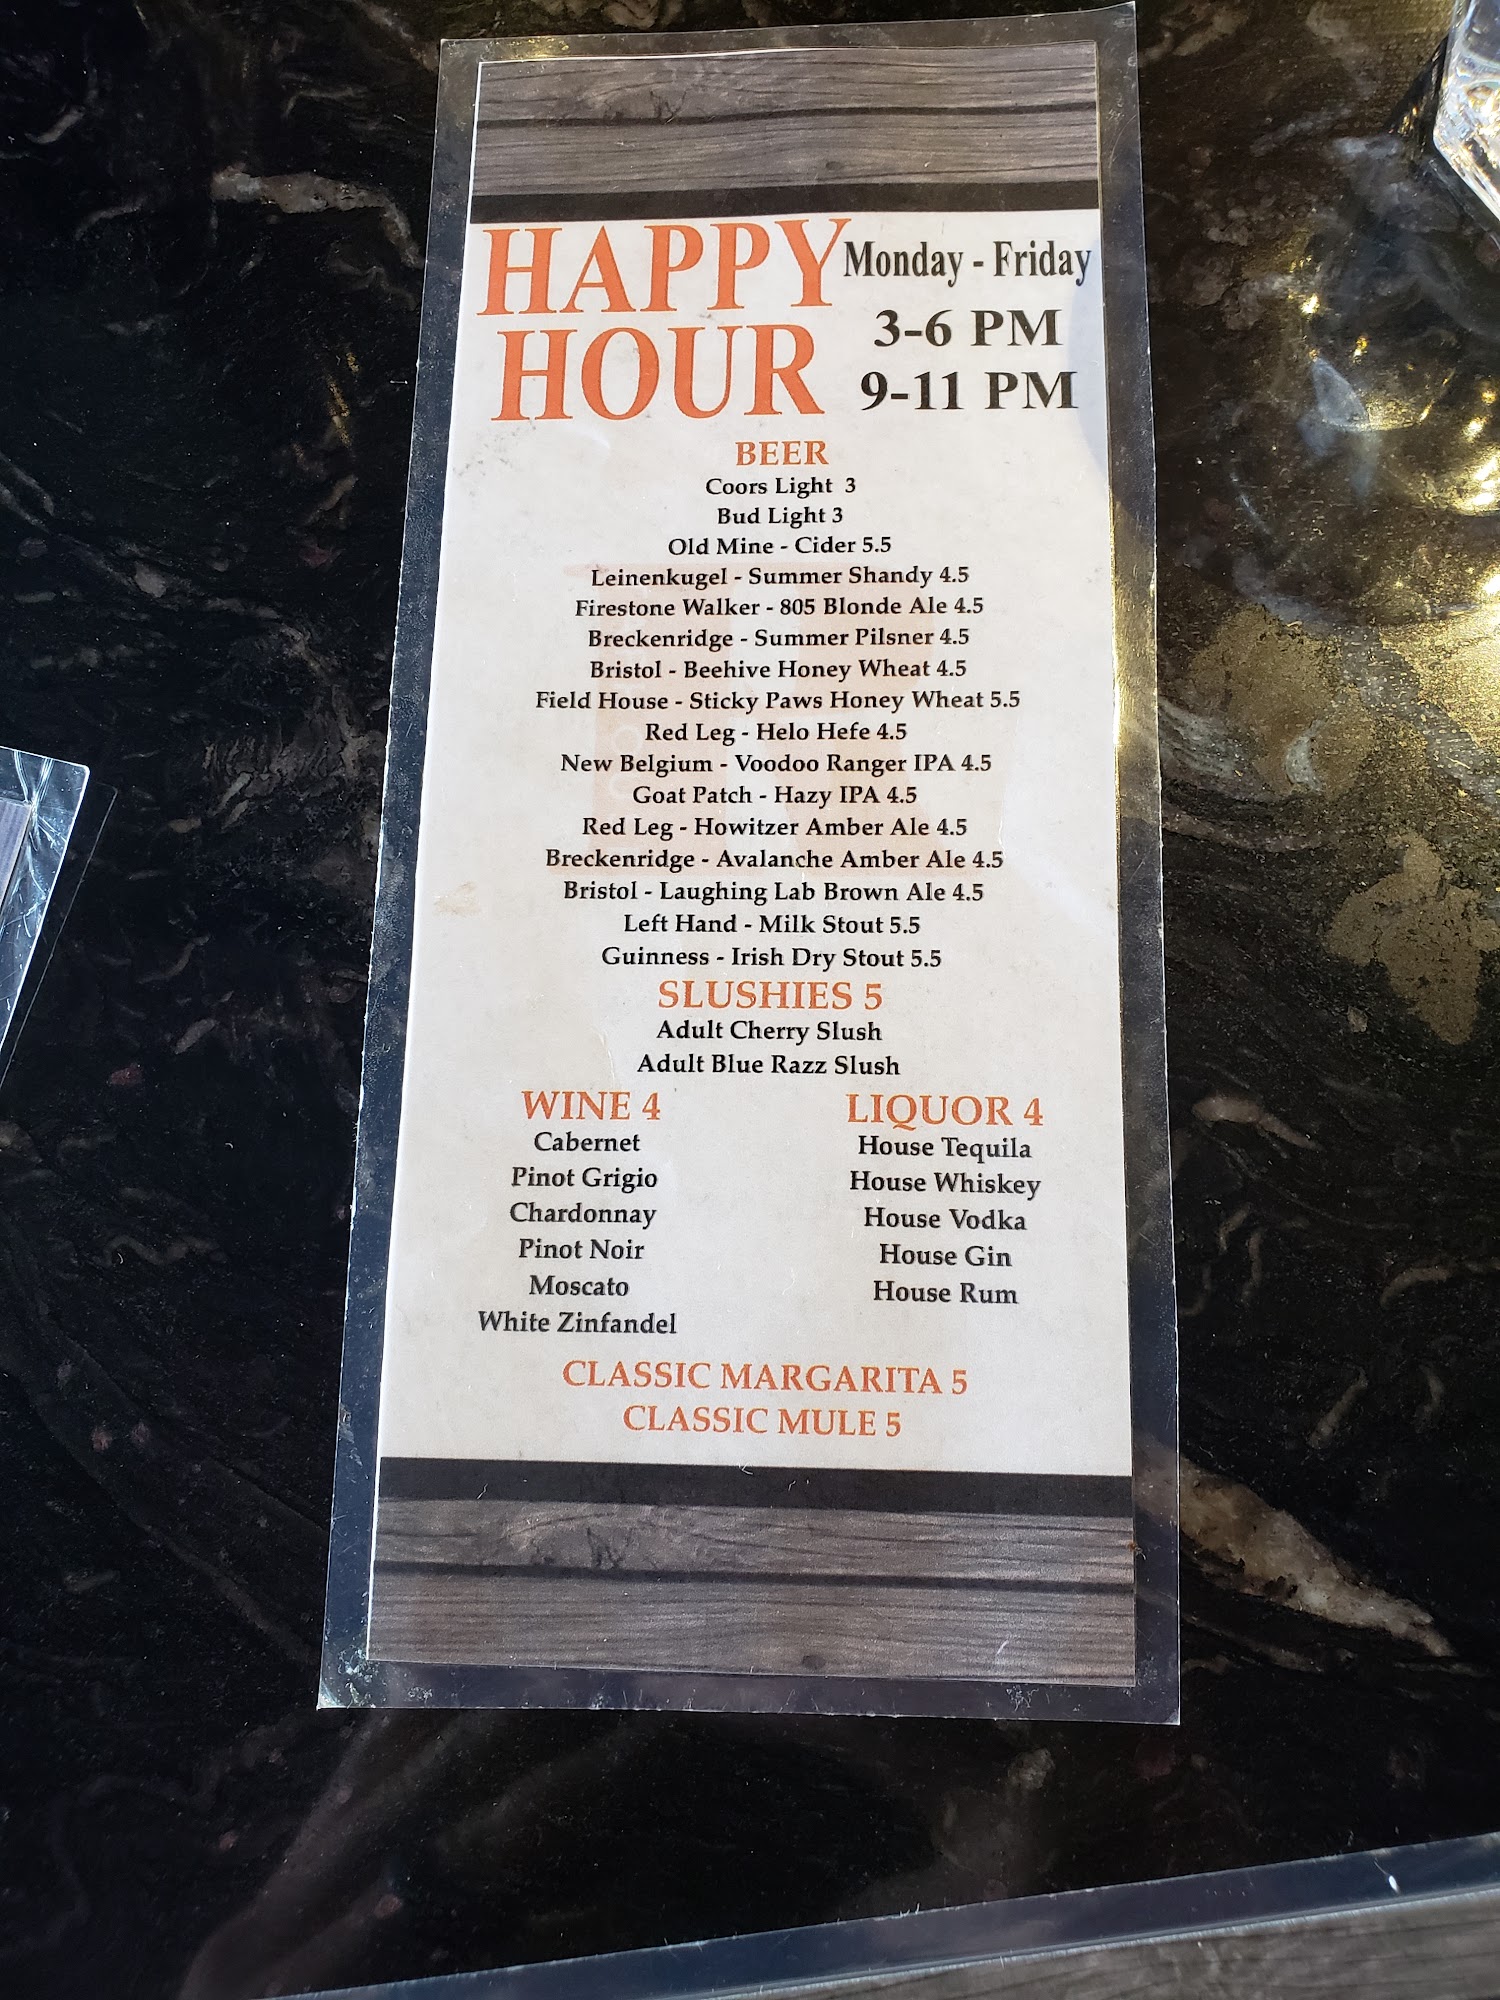 HAPPY HOUR
Monday - Friday
3-6 PM
9-11 PM
BEER
Coors Light 3
Bud Light 3
Old Mine - Cider 5.5
Leinenkugel - Summer Shandy 4.5
Firestone Walker - 805 Blonde Ale 4.5
Breckenridge - Summer Pilsner 4.5
Bristol - Beehive Honey Wheat 4.5
Field House - Sticky Paws Honey Wheat 5.5
Red Leg - Helo Hefe 4.5
New Belgium - Voodoo Ranger IPA 4.5
Goat Patch - Hazy IPA 4.5
Red Leg - Howitzer Amber Ale 4.5
Breckenridge - Avalanche Amber Ale 4.5
Bristol - Laughing Lab Brown Ale 4.5
Left Hand - Milk Stout 5.5
Guinness - Irish Dry Stout 5.5
SLUSHIES 5
Adult Cherry Slush
Adult Blue Razz Slush
WINE 4
Cabernet
Pinot Grigio
Chardonnay
Pinot Noir
Moscato
White Zinfandel
LIQUOR 4
House Tequila
House Whiskey
House Vodka
House Gin
House Rum
CLASSIC MARGARITA 5
CLASSIC MULE 5